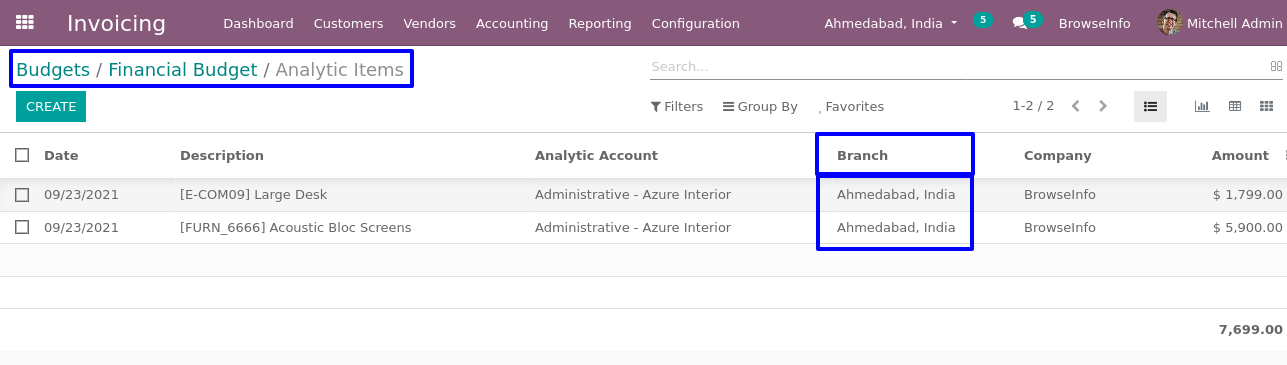 Invoicing Dashboard Customers Vendors Accounting Reporting Configuration Ahmedabad, India 5 5 BrowseInfo Mitchell Admin
Budgets / Financial Budget / Analytic Items Search...
CREATE Filters Group By Favorites 1-2 / 2
Date Description Analytic Account Branch Company Amount
09/23/2021 [E-COM09] Large Desk Administrative - Azure Interior Ahmedabad, India BrowseInfo $ 1,799.00
09/23/2021 [FURN_6666] Acoustic Bloc Screens Administrative - Azure Interior Ahmedabad, India BrowseInfo $ 5,900.00
7,699.00